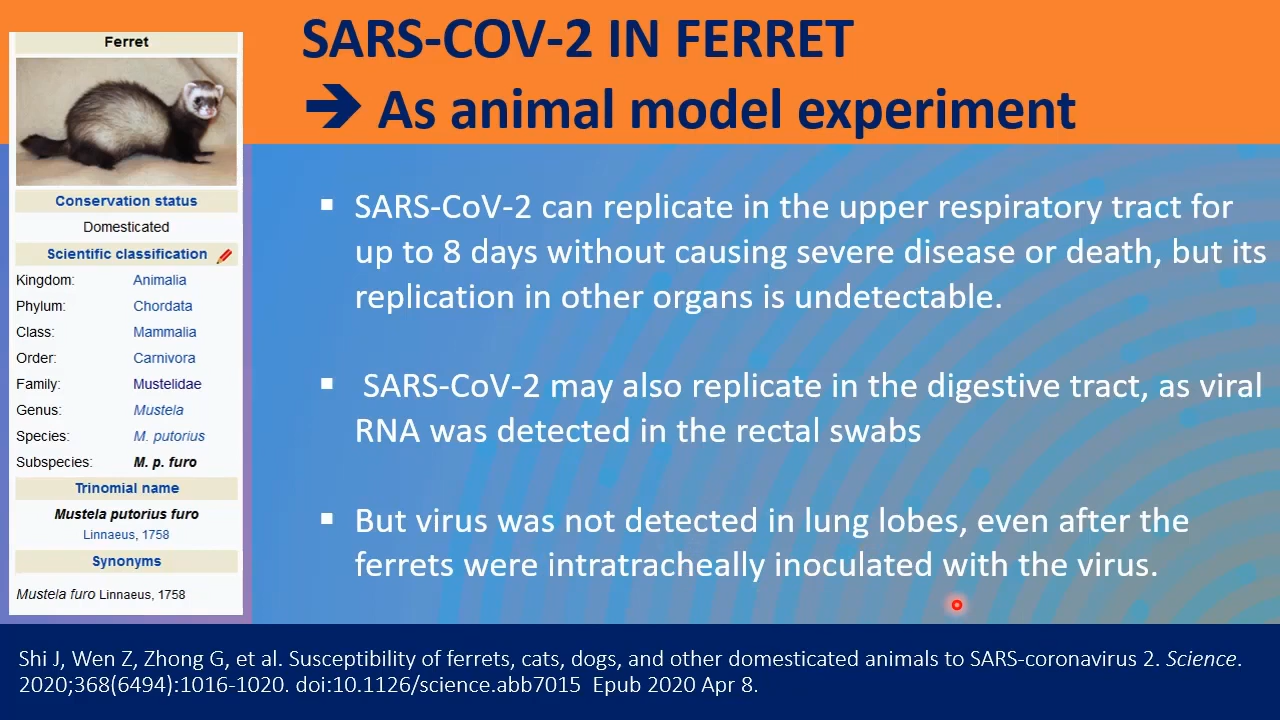 SARS-COV-2 IN FERRET
➔ As animal model experiment
Ferret
Conservation status
Domesticated
Scientific classification
Kingdom: Animalia
Phylum: Chordata
Class: Mammalia
Order: Carnivora
Family: Mustelidae
Genus: Mustela
Species: M. putorius
Subspecies: M. p. furo
Trinomial name
Mustela putorius furo
Linnaeus, 1758
Synonyms
Mustela furo Linnaeus, 1758
▪ SARS-CoV-2 can replicate in the upper respiratory tract for
up to 8 days without causing severe disease or death, but its
replication in other organs is undetectable.
▪ SARS-CoV-2 may also replicate in the digestive tract, as viral
RNA was detected in the rectal swabs
▪ But virus was not detected in lung lobes, even after the
ferrets were intratracheally inoculated with the virus.
Shi J, Wen Z, Zhong G, et al. Susceptibility of ferrets, cats, dogs, and other domesticated animals to SARS-coronavirus 2. Science.
2020;368(6494):1016-1020. doi:10.1126/science.abb7015 Epub 2020 Apr 8.